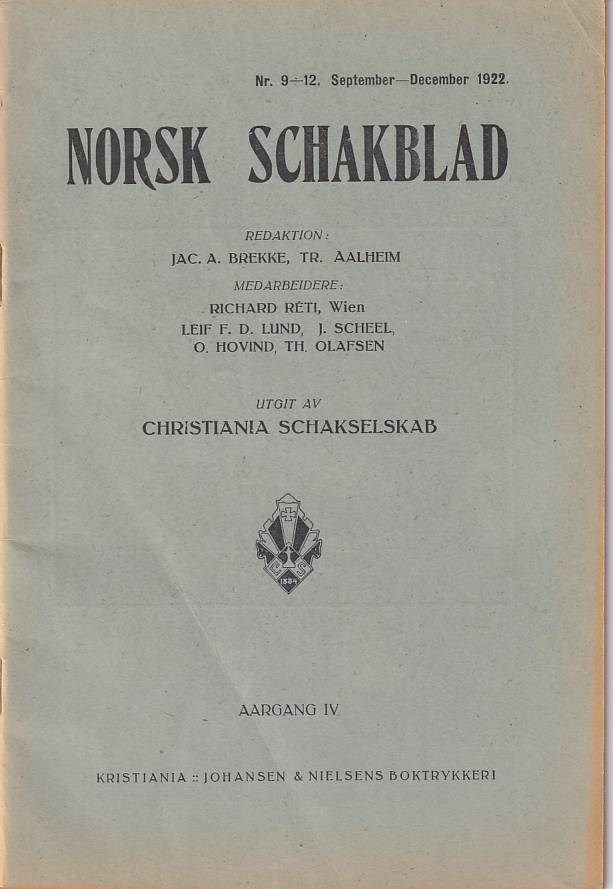 Nr. 9—12. September—December 1922.
NORSK SCHAKBLAD
REDAKTION:
JAC. A. BREKKE, TR. AALHEIM
MEDARBEIDERE:
RICHARD RÉTI, Wien
LEIF F. D. LUND, J. SCHEEL,
O. HOVIND, TH. OLAFSEN
UTGIT AV
CHRISTIANIA SCHAKSELSKAB
C S
1884
AARGANG IV
KRISTIANIA :: JOHANSEN & NIELSENS BOKTRYKKERI